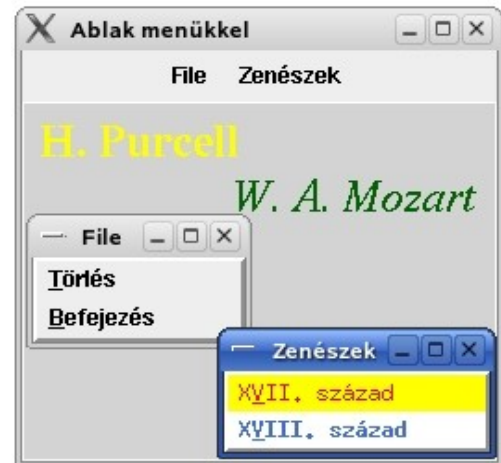 Ablak menükkel
File Zenészek
H. Purcell
W. A. Mozart
File
Törlés
Befejezés
Zenészek
XVII. század
XVIII. század